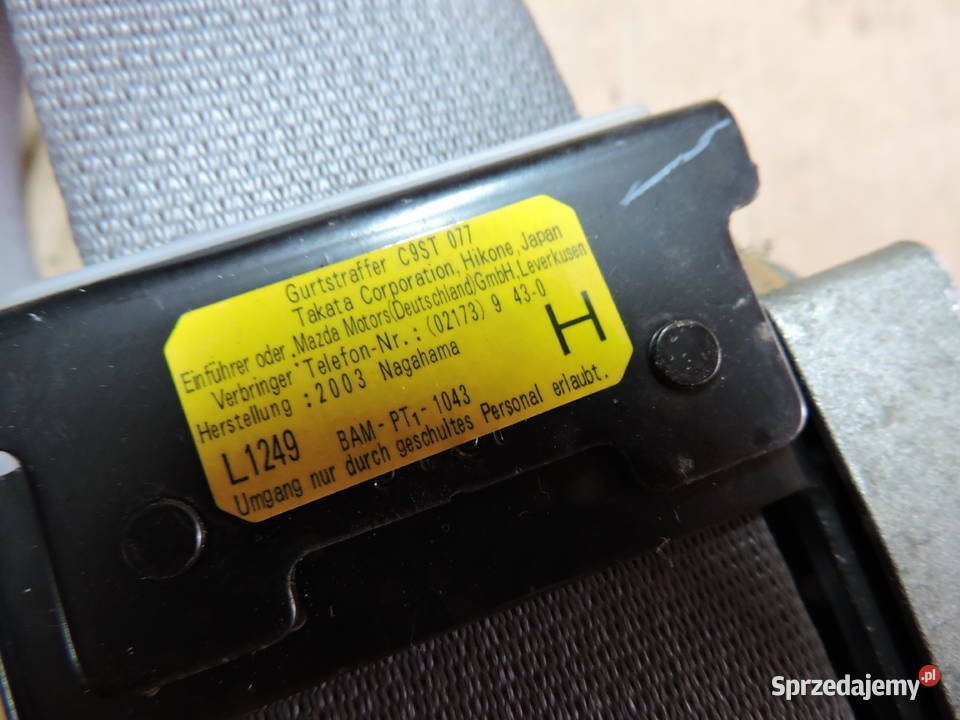 Gurtstraffer C9ST 077
Takata Corporation, Hikone, Japan
Einführer oder Mazda Motors(Deutschland)GmbH, Leverkusen
Verbringer: Telefon-Nr.: (02173) 9 43-0
Herstellung : 2003 Nagahama
H
L1249 BAM-PT1-1043
Umgang nur durch geschultes Personal erlaubt.
Sprzedajemy.pl